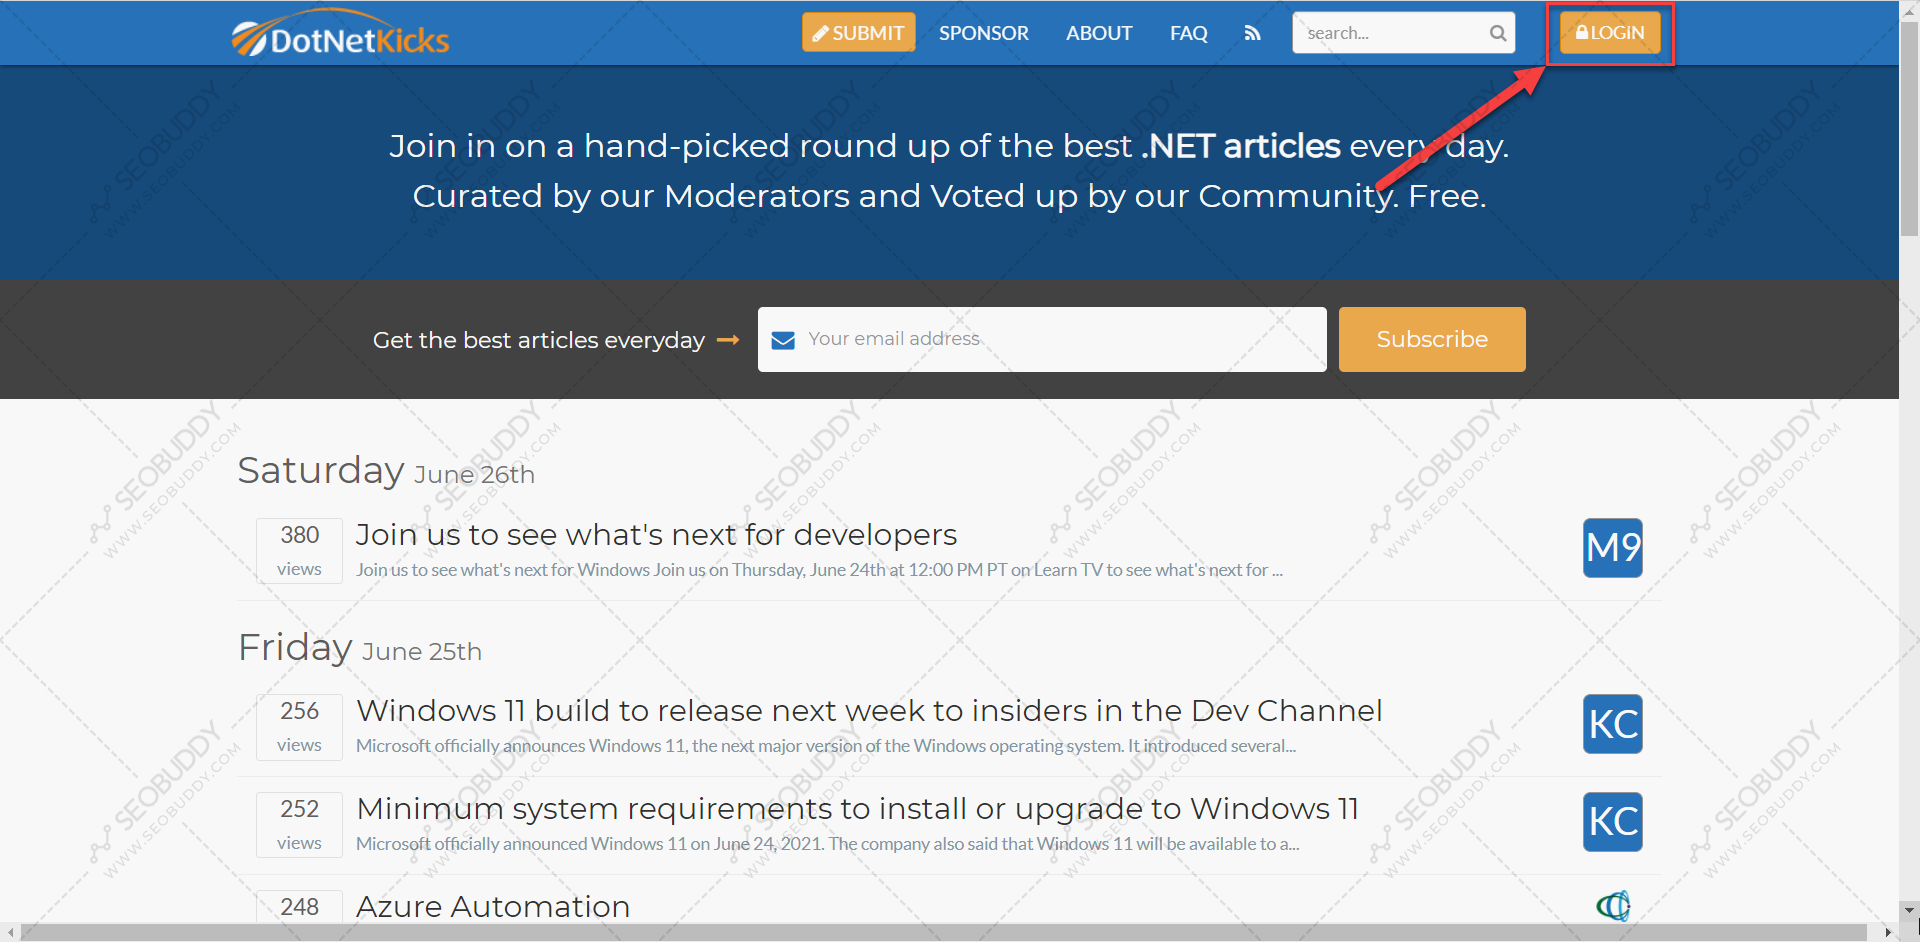 DotNetKicks
SUBMIT SPONSOR ABOUT FAQ search... LOGIN
Join in on a hand-picked round up of the best .NET articles every day.
Curated by our Moderators and Voted up by our Community. Free.
Get the best articles everyday Your email address Subscribe
Saturday June 26th
380 views
Join us to see what's next for developers
Join us to see what's next for Windows Join us on Thursday, June 24th at 12:00 PM PT on Learn TV to see what's next for ...
M9
Friday June 25th
256 views
Windows 11 build to release next week to insiders in the Dev Channel
Microsoft officially announces Windows 11, the next major version of the Windows operating system. It introduced several...
KC
252 views
Minimum system requirements to install or upgrade to Windows 11
Microsoft officially announced Windows 11 on June 24, 2021. The company also said that Windows 11 will be available to a...
KC
248
Azure Automation
SEOBUDDY
WWW.SEOBUDDY.COM